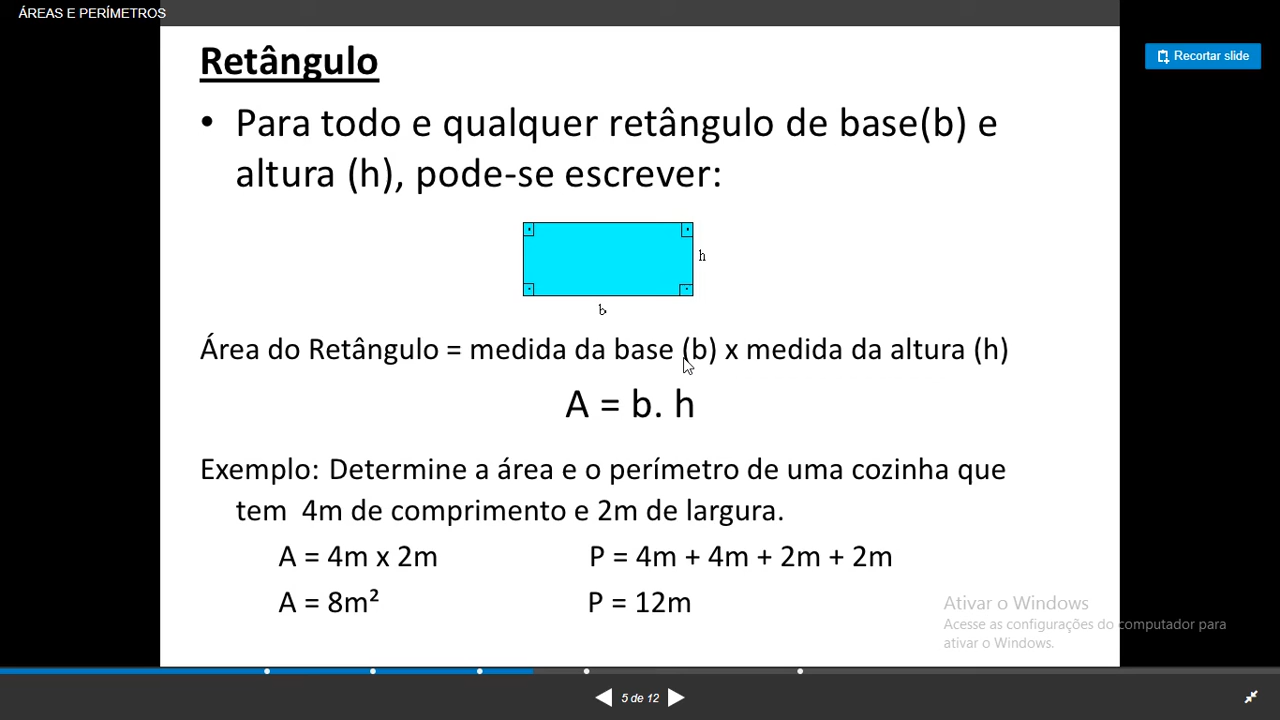 ÁREAS E PERÍMETROS
Recortar slide
Retângulo
• Para todo e qualquer retângulo de base(b) e
altura (h), pode-se escrever:
h
b
Área do Retângulo = medida da base (b) x medida da altura (h)
A = b. h
Exemplo: Determine a área e o perímetro de uma cozinha que
tem 4m de comprimento e 2m de largura.
A = 4m x 2m P = 4m + 4m + 2m + 2m
A = 8m² P = 12m
Ativar o Windows
Acesse as configurações do computador para
ativar o Windows.
5 de 12